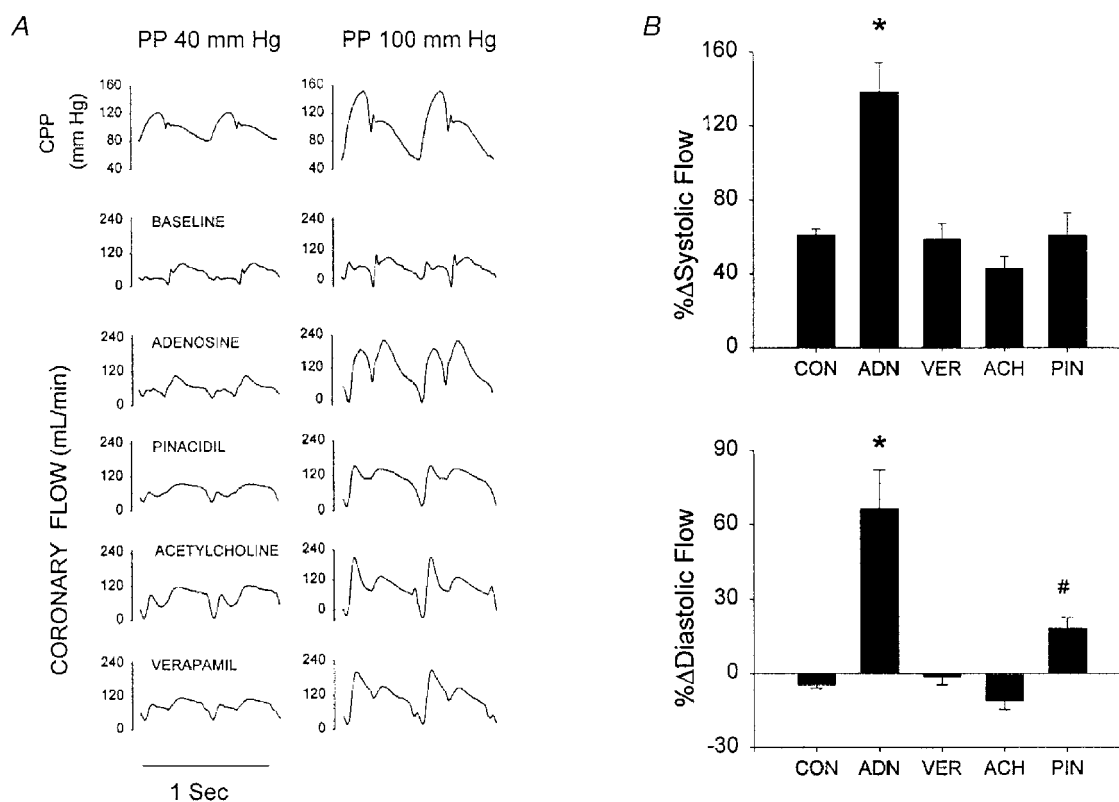 A
PP 40 mm Hg
PP 100 mm Hg
CPP
(mm Hg)
160
120
80
40
160
120
80
40
BASELINE
240
120
0
240
120
0
ADENOSINE
240
120
0
240
120
0
PINACIDIL
240
120
0
240
120
0
ACETYLCHOLINE
240
120
0
240
120
0
VERAPAMIL
240
120
0
240
120
0
CORONARY FLOW (mL/min)
1 Sec
B
%ΔSystolic Flow
160
120
80
40
0
*
CON
ADN
VER
ACH
PIN
%ΔDiastolic Flow
90
60
30
0
-30
*
#
CON
ADN
VER
ACH
PIN